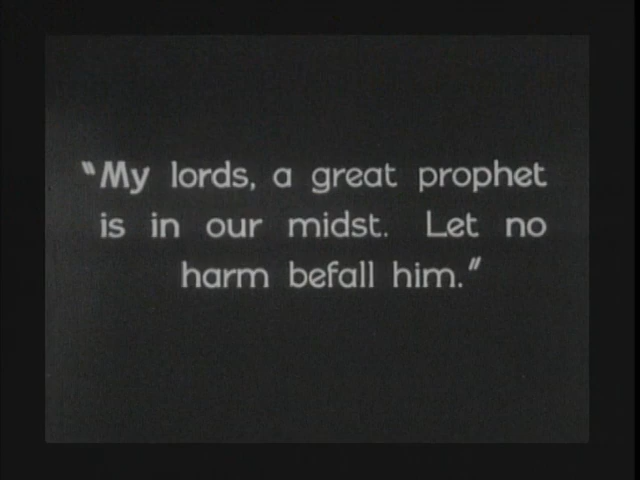 "My lords, a great prophet
is in our midst. Let no
harm befall him."